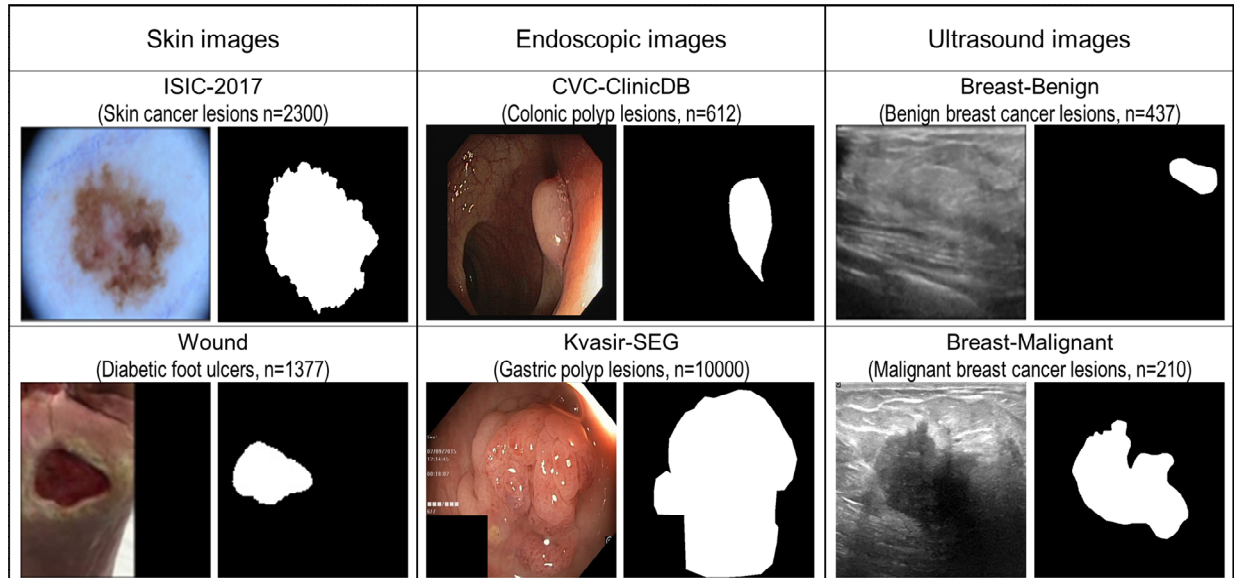 Skin images
Endoscopic images
Ultrasound images
ISIC-2017
(Skin cancer lesions n=2300)
CVC-ClinicDB
(Colonic polyp lesions, n=612)
Breast-Benign
(Benign breast cancer lesions, n=437)
Wound
(Diabetic foot ulcers, n=1377)
Kvasir-SEG
(Gastric polyp lesions, n=10000)
Breast-Malignant
(Malignant breast cancer lesions, n=210)